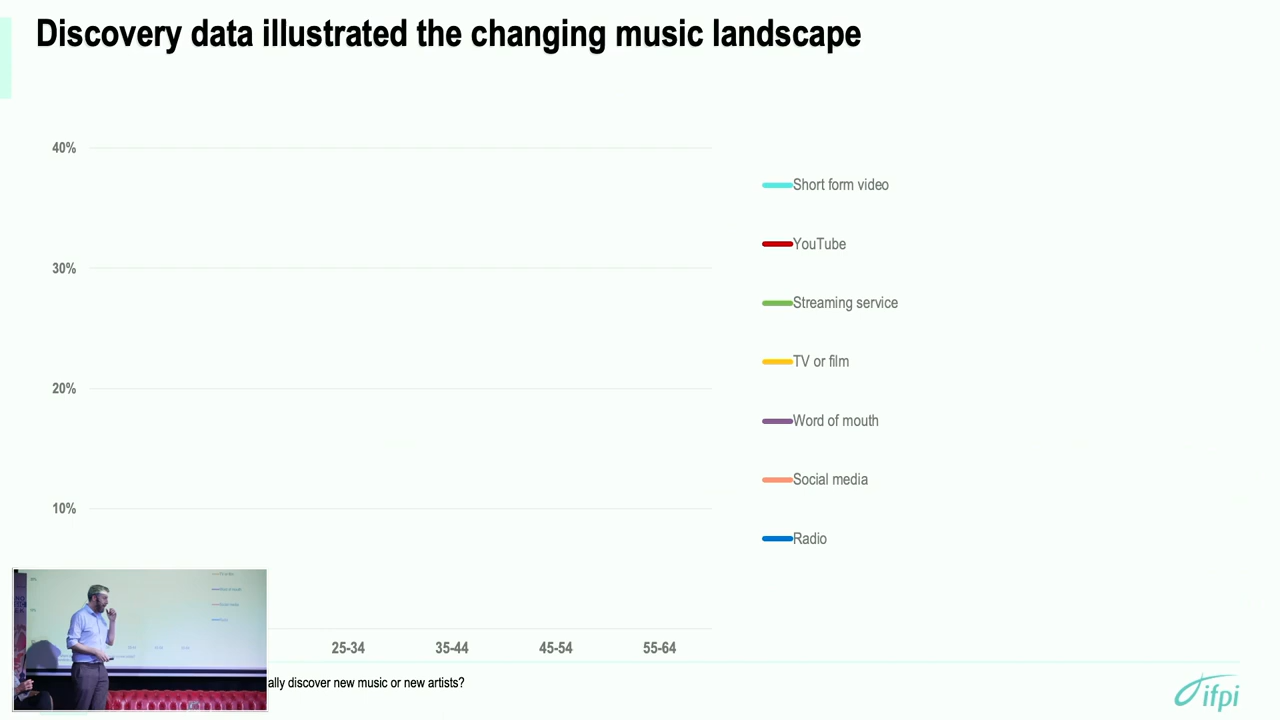 Discovery data illustrated the changing music landscape
40%
30%
20%
10%
Short form video
YouTube
Streaming service
TV or film
Word of mouth
Social media
Radio
25-34
35-44
45-54
55-64
ally discover new music or new artists?
ifpi